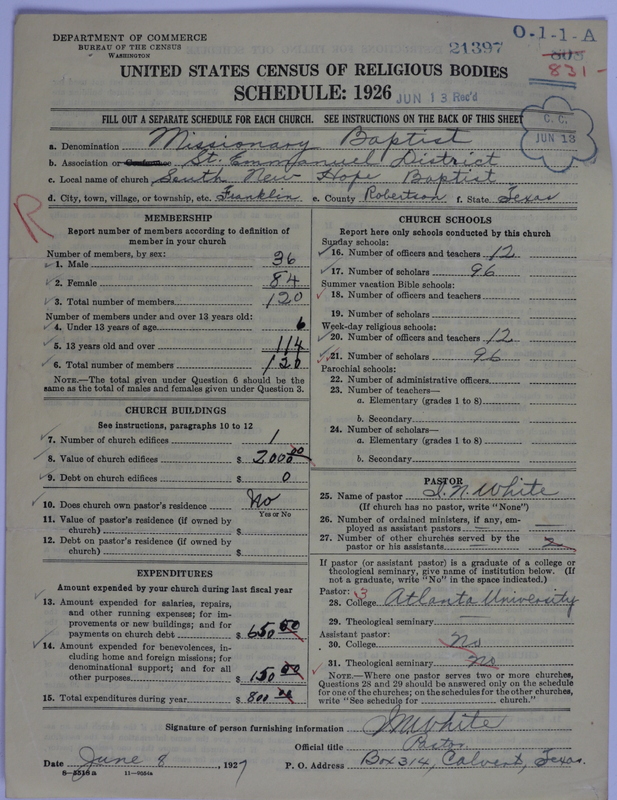 DEPARTMENT OF COMMERCE
BUREAU OF THE CENSUS
WASHINGTON
21397
O-1-1-A
831-
UNITED STATES CENSUS OF RELIGIOUS BODIES
SCHEDULE: 1926
JUN 13 Rec'd
FILL OUT A SEPARATE SCHEDULE FOR EACH CHURCH. SEE INSTRUCTIONS ON THE BACK OF THIS SHEET
C. C.
JUN 13
a. Denomination Missionary Baptist
b. Association or Conference St. Emmanuel District
c. Local name of church South New Hope Baptist
d. City, town, village, or township, etc. Franklin e. County Robertson f. State Texas
R
MEMBERSHIP
Report number of members according to definition of
member in your church
Number of members, by sex:
1. Male 36
2. Female 84
3. Total number of members 120
Number of members under and over 13 years old:
4. Under 13 years of age 6
5. 13 years old and over 114
6. Total number of members 120
NOTE.—The total given under Question 6 should be the
same as the total of males and females given under Question 3.
CHURCH BUILDINGS
See instructions, paragraphs 10 to 12
7. Number of church edifices 1
8. Value of church edifices $ 2000 00
9. Debt on church edifices $ 0
10. Does church own pastor's residence No
Yes or No
11. Value of pastor's residence (if owned by
church) $
12. Debt on pastor's residence (if owned by
church) $
EXPENDITURES
Amount expended by your church during last fiscal year
13. Amount expended for salaries, repairs,
and other running expenses; for im-
provements or new buildings; and for
payments on church debt $ 650 00
14. Amount expended for benevolences, in-
cluding home and foreign missions; for
denominational support; and for all
other purposes $ 150 00
15. Total expenditures during year $ 800 00
CHURCH SCHOOLS
Report here only schools conducted by this church
Sunday schools:
16. Number of officers and teachers 12
17. Number of scholars 96
Summer vacation Bible schools:
18. Number of officers and teachers
19. Number of scholars
Week-day religious schools:
20. Number of officers and teachers 12
21. Number of scholars 96
Parochial schools:
22. Number of administrative officers
23. Number of teachers—
a. Elementary (grades 1 to 8)
b. Secondary
24. Number of scholars—
a. Elementary (grades 1 to 8)
b. Secondary
PASTOR
25. Name of pastor I. N. White
(If church has no pastor, write "None")
26. Number of ordained ministers, if any, em-
ployed as assistant pastors
27. Number of other churches served by the
pastor or his assistants
If pastor (or assistant pastor) is a graduate of a college or
theological seminary, give name of institution below. (If
not a graduate, write "No" in the space indicated.)
Pastor: 3
28. College Atlanta University
29. Theological seminary
Assistant pastor:
30. College No
31. Theological seminary No
NOTE.—Where one pastor serves two or more churches,
Questions 28 and 29 should be answered only on the schedule
for one of the churches; on the schedules for the other churches,
write "See schedule for church."
Signature of person furnishing information I. N. White
Official title Pastor
Date June 8, 1927 P. O. Address Box 314, Calvert, Texas.
8—5516a 11—9584a